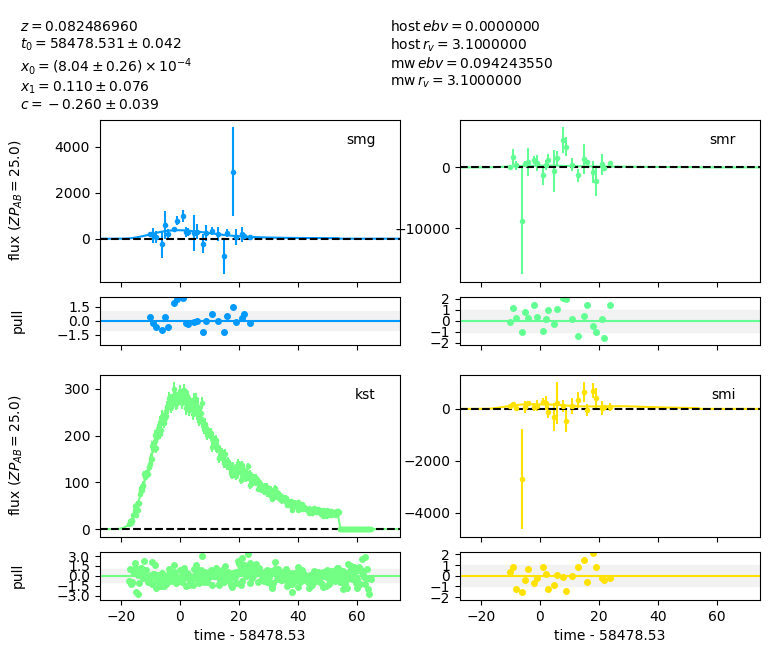 z = 0.082486960
t₀ = 58478.531 ± 0.042
x₀ = (8.04 ± 0.26) × 10⁻⁴
x₁ = 0.110 ± 0.076
c = −0.260 ± 0.039
host ebv = 0.0000000
host r_v = 3.1000000
mw ebv = 0.094243550
mw r_v = 3.1000000
flux (ZP_AB = 25.0)
4000
2000
0
smg
0
−10000
smr
pull
1.5
0.0
−1.5
2
1
0
−1
−2
flux (ZP_AB = 25.0)
300
200
100
0
kst
0
−2000
−4000
smi
pull
3.0
1.5
0.0
−1.5
−3.0
2
1
0
−1
−2
−20 0 20 40 60
time - 58478.53
−20 0 20 40 60
time - 58478.53